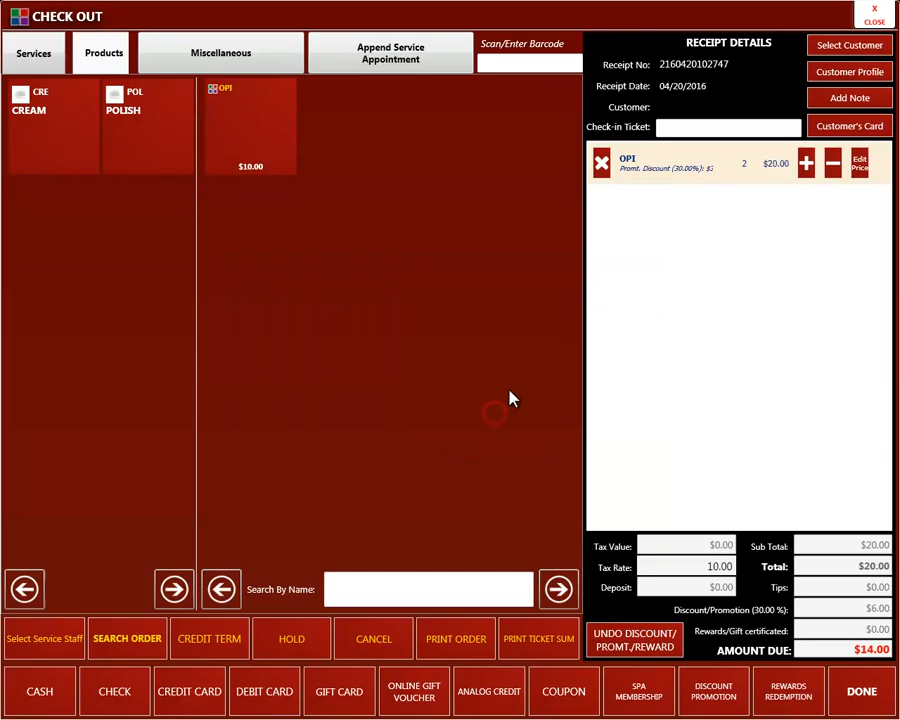 CHECK OUT
X
CLOSE
Services
Products
Miscellaneous
Append Service
Appointment
Scan/Enter Barcode
RECEIPT DETAILS
Receipt No: 2160420102747
Receipt Date: 04/20/2016
Customer:
Check-in Ticket:
Select Customer
Customer Profile
Add Note
Customer's Card
CRE
CREAM
POL
POLISH
OPI
$10.00
OPI
Promt. Discount (30.00%): $3
2
$20.00
+
−
Edit
Price
Tax Value: $0.00
Sub Total: $20.00
Tax Rate: 10.00
Total: $20.00
Deposit: $0.00
Tips: $0.00
Discount/Promotion (30.00 %): $6.00
Rewards/Gift certificated: $0.00
UNDO DISCOUNT/
PROMT./REWARD
AMOUNT DUE: $14.00
Search By Name:
Select Service Staff
SEARCH ORDER
CREDIT TERM
HOLD
CANCEL
PRINT ORDER
PRINT TICKET SUM
CASH
CHECK
CREDIT CARD
DEBIT CARD
GIFT CARD
ONLINE GIFT
VOUCHER
ANALOG CREDIT
COUPON
SPA
MEMBERSHIP
DISCOUNT
PROMOTION
REWARDS
REDEMPTION
DONE